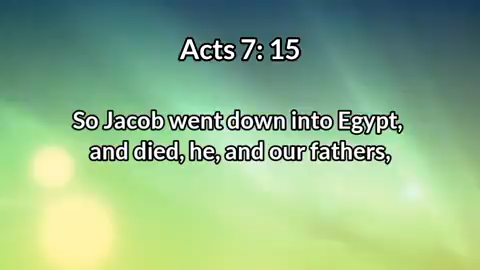 Acts 7: 15
So Jacob went down into Egypt,
and died, he, and our fathers,